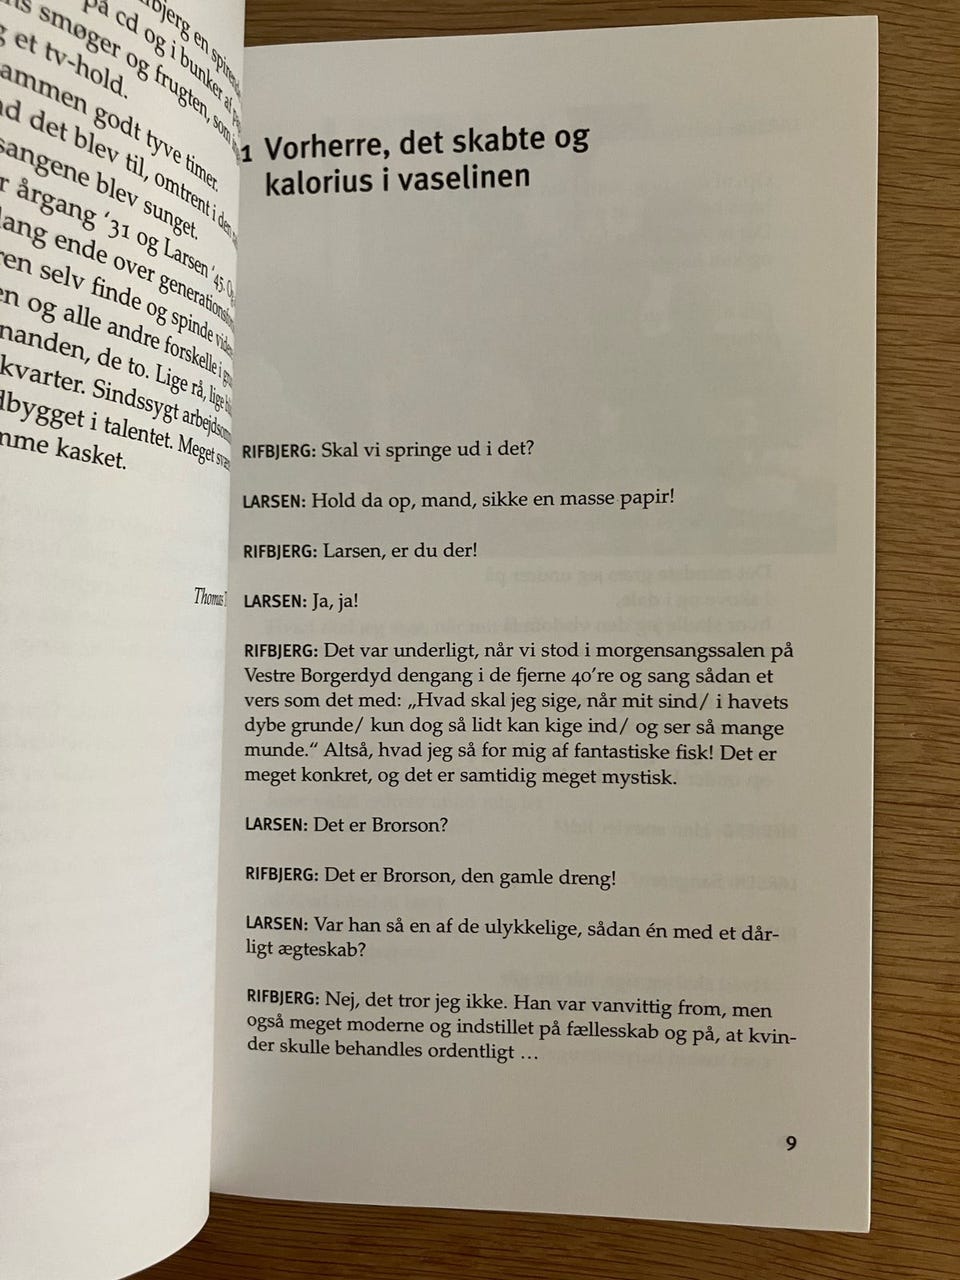 bjerg en
på cd og i bunker af
s smøger og frugten, som
g et tv-hold.
ammen godt tyve timer.
d det blev til, omtrent i den
sangene blev sunget.
r årgang ’31 og Larsen ’45.
lang ende over
en selv finde og spinde
en og alle andre forskelle i
manden, de to. Lige rå, lige
kvarter. Sindssygt
dbygget i talentet. Meget
mme kasket.
Thomas
1 Vorherre, det skabte og
kalorius i vaselinen
RIFBJERG: Skal vi springe ud i det?
LARSEN: Hold da op, mand, sikke en masse papir!
RIFBJERG: Larsen, er du der!
LARSEN: Ja, ja!
RIFBJERG: Det var underligt, når vi stod i morgensangssalen på
Vestre Borgerdyd dengang i de fjerne 40’re og sang sådan et
vers som det med: „Hvad skal jeg sige, når mit sind/ i havets
dybe grunde/ kun dog så lidt kan kige ind/ og ser så mange
munde.“ Altså, hvad jeg så for mig af fantastiske fisk! Det er
meget konkret, og det er samtidig meget mystisk.
LARSEN: Det er Brorson?
RIFBJERG: Det er Brorson, den gamle dreng!
LARSEN: Var han så en af de ulykkelige, sådan én med et dår-
ligt ægteskab?
RIFBJERG: Nej, det tror jeg ikke. Han var vanvittig from, men
også meget moderne og indstillet på fællesskab og på, at kvin-
der skulle behandles ordentligt …
9